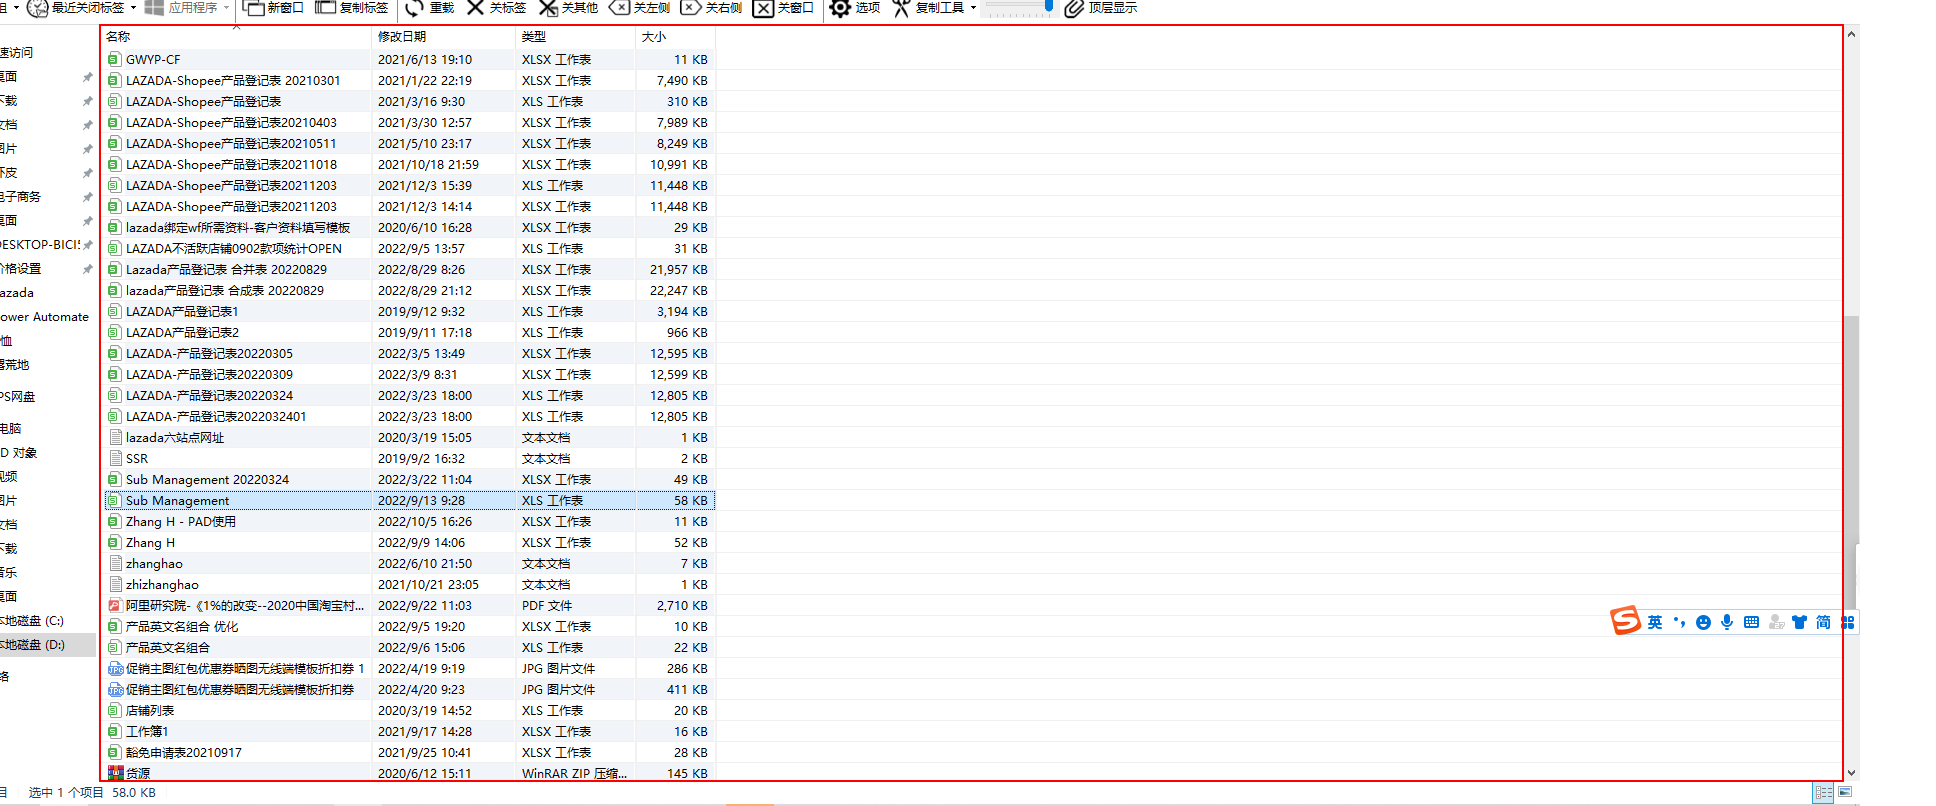 组 最近关闭标签 应用程序 新窗口 复制标签 重载 关标签 关其他 关左侧 关右侧 关窗口 选项 复制工具 顶层显示
名称 修改日期 类型 大小
速访问
桌面
下载
文档
图片
虾皮
电子商务
桌面
DESKTOP-BICI5
价格设置
azada
ower Automate
恤
荒地
PS网盘
电脑
D 对象
视频
图片
文档
下载
音乐
桌面
本地磁盘 (C:)
本地磁盘 (D:)
络
GWYP-CF 2021/6/13 19:10 XLSX 工作表 11 KB
LAZADA-Shopee产品登记表 20210301 2021/1/22 22:19 XLSX 工作表 7,490 KB
LAZADA-Shopee产品登记表 2021/3/16 9:30 XLS 工作表 310 KB
LAZADA-Shopee产品登记表20210403 2021/3/30 12:57 XLSX 工作表 7,989 KB
LAZADA-Shopee产品登记表20210511 2021/5/10 23:17 XLSX 工作表 8,249 KB
LAZADA-Shopee产品登记表20211018 2021/10/18 21:59 XLSX 工作表 10,991 KB
LAZADA-Shopee产品登记表20211203 2021/12/3 15:39 XLS 工作表 11,448 KB
LAZADA-Shopee产品登记表20211203 2021/12/3 14:14 XLSX 工作表 11,448 KB
lazada绑定wf所需资料-客户资料填写模板 2020/6/10 16:28 XLSX 工作表 29 KB
LAZADA不活跃店铺0902款项统计OPEN 2022/9/5 13:57 XLS 工作表 31 KB
Lazada产品登记表 合并表 20220829 2022/8/29 8:26 XLSX 工作表 21,957 KB
lazada产品登记表 合成表 20220829 2022/8/29 21:12 XLSX 工作表 22,247 KB
LAZADA产品登记表1 2019/9/12 9:32 XLSX 工作表 3,194 KB
LAZADA产品登记表2 2019/9/11 17:18 XLSX 工作表 966 KB
LAZADA-产品登记表20220305 2022/3/5 13:49 XLSX 工作表 12,595 KB
LAZADA-产品登记表20220309 2022/3/9 8:31 XLSX 工作表 12,599 KB
LAZADA-产品登记表20220324 2022/3/23 18:00 XLS 工作表 12,805 KB
LAZADA-产品登记表2022032401 2022/3/23 18:00 XLSX 工作表 12,805 KB
lazada六站点网址 2020/3/19 15:05 文本文档 1 KB
SSR 2019/9/2 16:32 文本文档 2 KB
Sub Management 20220324 2022/3/22 11:04 XLSX 工作表 49 KB
Sub Management 2022/9/13 9:28 XLS 工作表 58 KB
Zhang H - PAD使用 2022/10/5 16:26 XLSX 工作表 11 KB
Zhang H 2022/9/9 14:06 XLSX 工作表 52 KB
zhanghao 2022/6/10 21:50 文本文档 7 KB
zhizhanghao 2021/10/21 23:05 文本文档 1 KB
阿里研究院-《1%的改变--2020中国淘宝村... 2022/9/22 11:03 PDF 文件 2,710 KB
产品英文名组合 优化 2022/9/5 19:20 XLSX 工作表 10 KB
产品英文名组合 2022/9/6 15:06 XLS 工作表 22 KB
促销主图红包优惠券晒图无线端模板折扣券 1 2022/4/19 9:19 JPG 图片文件 286 KB
促销主图红包优惠券晒图无线端模板折扣券 2022/4/20 9:23 JPG 图片文件 411 KB
店铺列表 2020/3/19 14:52 XLS 工作表 20 KB
工作簿1 2021/9/17 14:28 XLSX 工作表 16 KB
豁免申请表20210917 2021/9/25 10:41 XLSX 工作表 28 KB
货源 2020/6/12 15:11 WinRAR ZIP 压缩... 145 KB
英 简
目 选中 1 个项目 58.0 KB